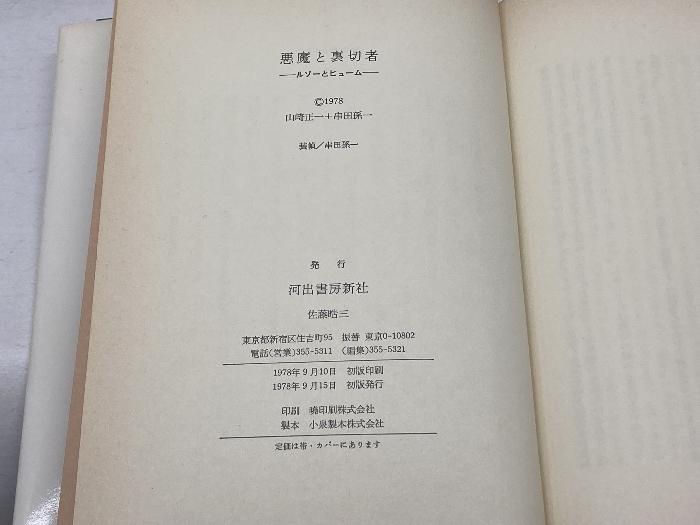 悪魔と裏切者
――ルソーとヒューム――
©1978
山崎正一+串田孫一
装幀/串田孫一
発行
河出書房新社
佐藤晧三
東京都新宿区住吉町95 振替 東京0-10802
電話(営業)355-5311 (編集)355-5321
1978年9月10日 初版印刷
1978年9月15日 初版発行
印刷 暁印刷株式会社
製本 小泉製本株式会社
定価は帯・カバーにあります